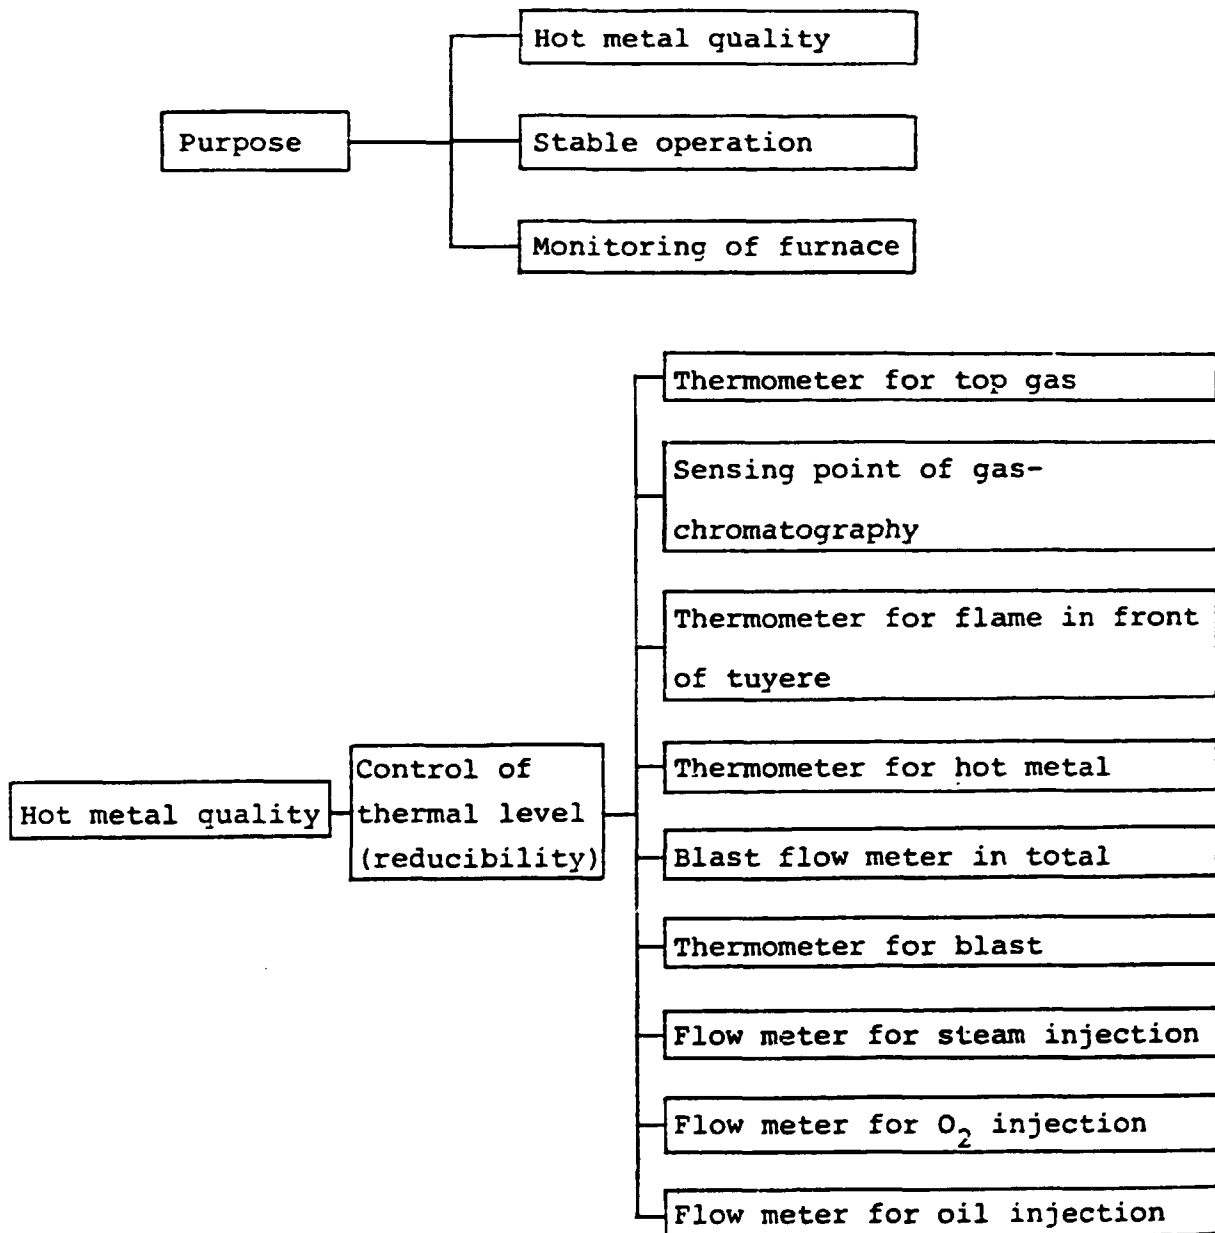 Hot metal quality
Purpose
Stable operation
Monitoring of furnace
Thermometer for top gas
Sensing point of gas-
chromatography
Thermometer for flame in front
of tuyere
Hot metal quality
Control of
thermal level
(reducibility)
Thermometer for hot metal
Blast flow meter in total
Thermometer for blast
Flow meter for steam injection
Flow meter for O₂ injection
Flow meter for oil injection